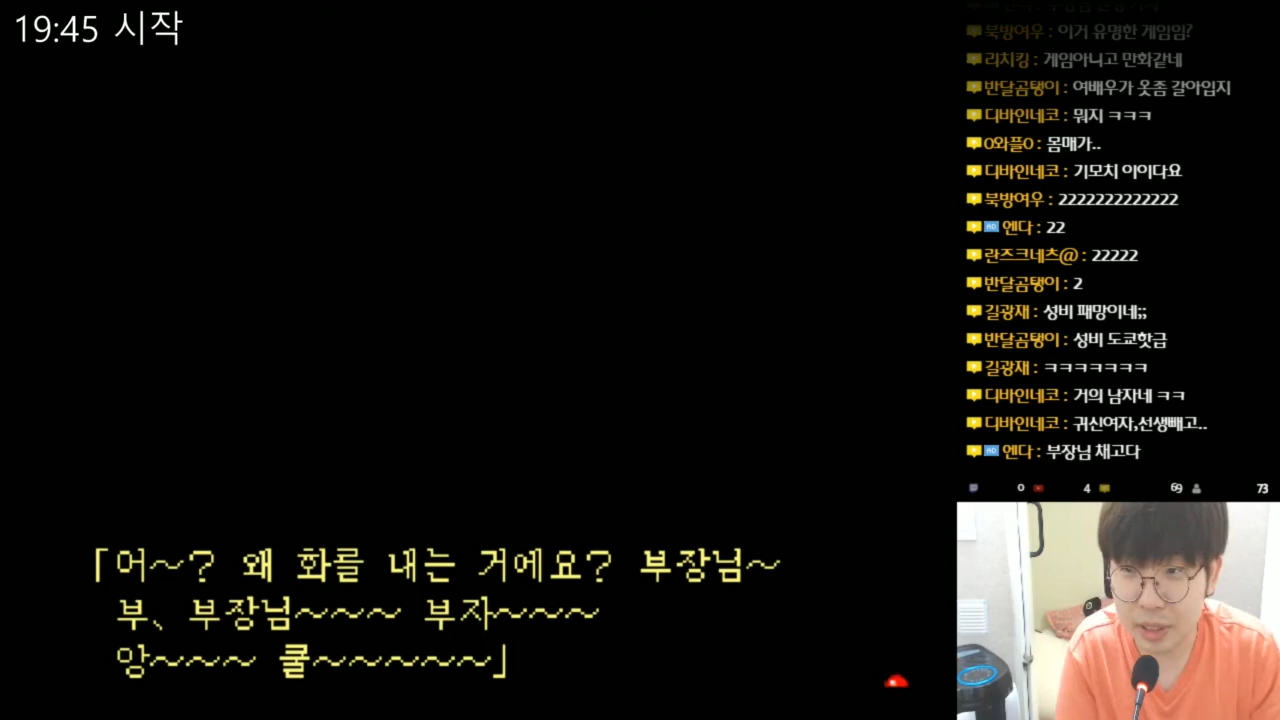 19:45 시작
북방여우 : 이거 유명한 게임임?
리치킹 : 게임아니고 만화같네
반달곰탱이 : 여배우가 옷좀 갈아입지
디바인네코 : 뭐지 ㅋㅋㅋ
O와플O : 몸매가..
디바인네코 : 기모치 이이다요
북방여우 : 2222222222222
AD 엔다 : 22
란즈크네츠@ : 22222
반달곰탱이 : 2
길광재 : 성비 패망이네;;
반달곰탱이 : 성비 도쿄핫급
길광재 : ㅋㅋㅋㅋㅋㅋㅋ
디바인네코 : 거의 남자네 ㅋㅋ
디바인네코 : 귀신여자,선생빼고..
AD 엔다 : 부장님 채고다
0 4 69 73
「어~? 왜 화를 내는 거에요? 부장님~
부、부장님~~~ 부자~~~
앙~~~ 쿨~~~~~」